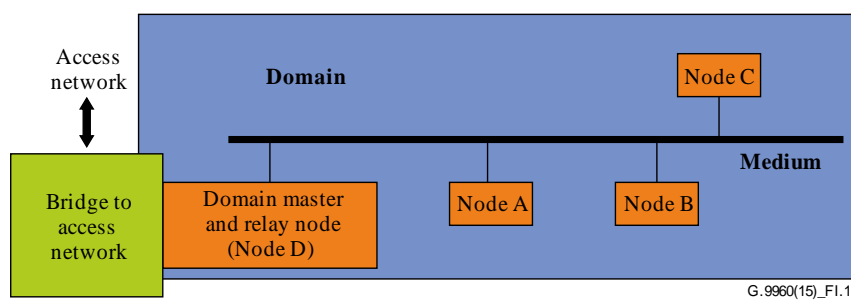 Access
network
Domain
Node C
Medium
Bridge to
access
network
Domain master
and relay node
(Node D)
Node A
Node B
G.9960(15)_FI.1